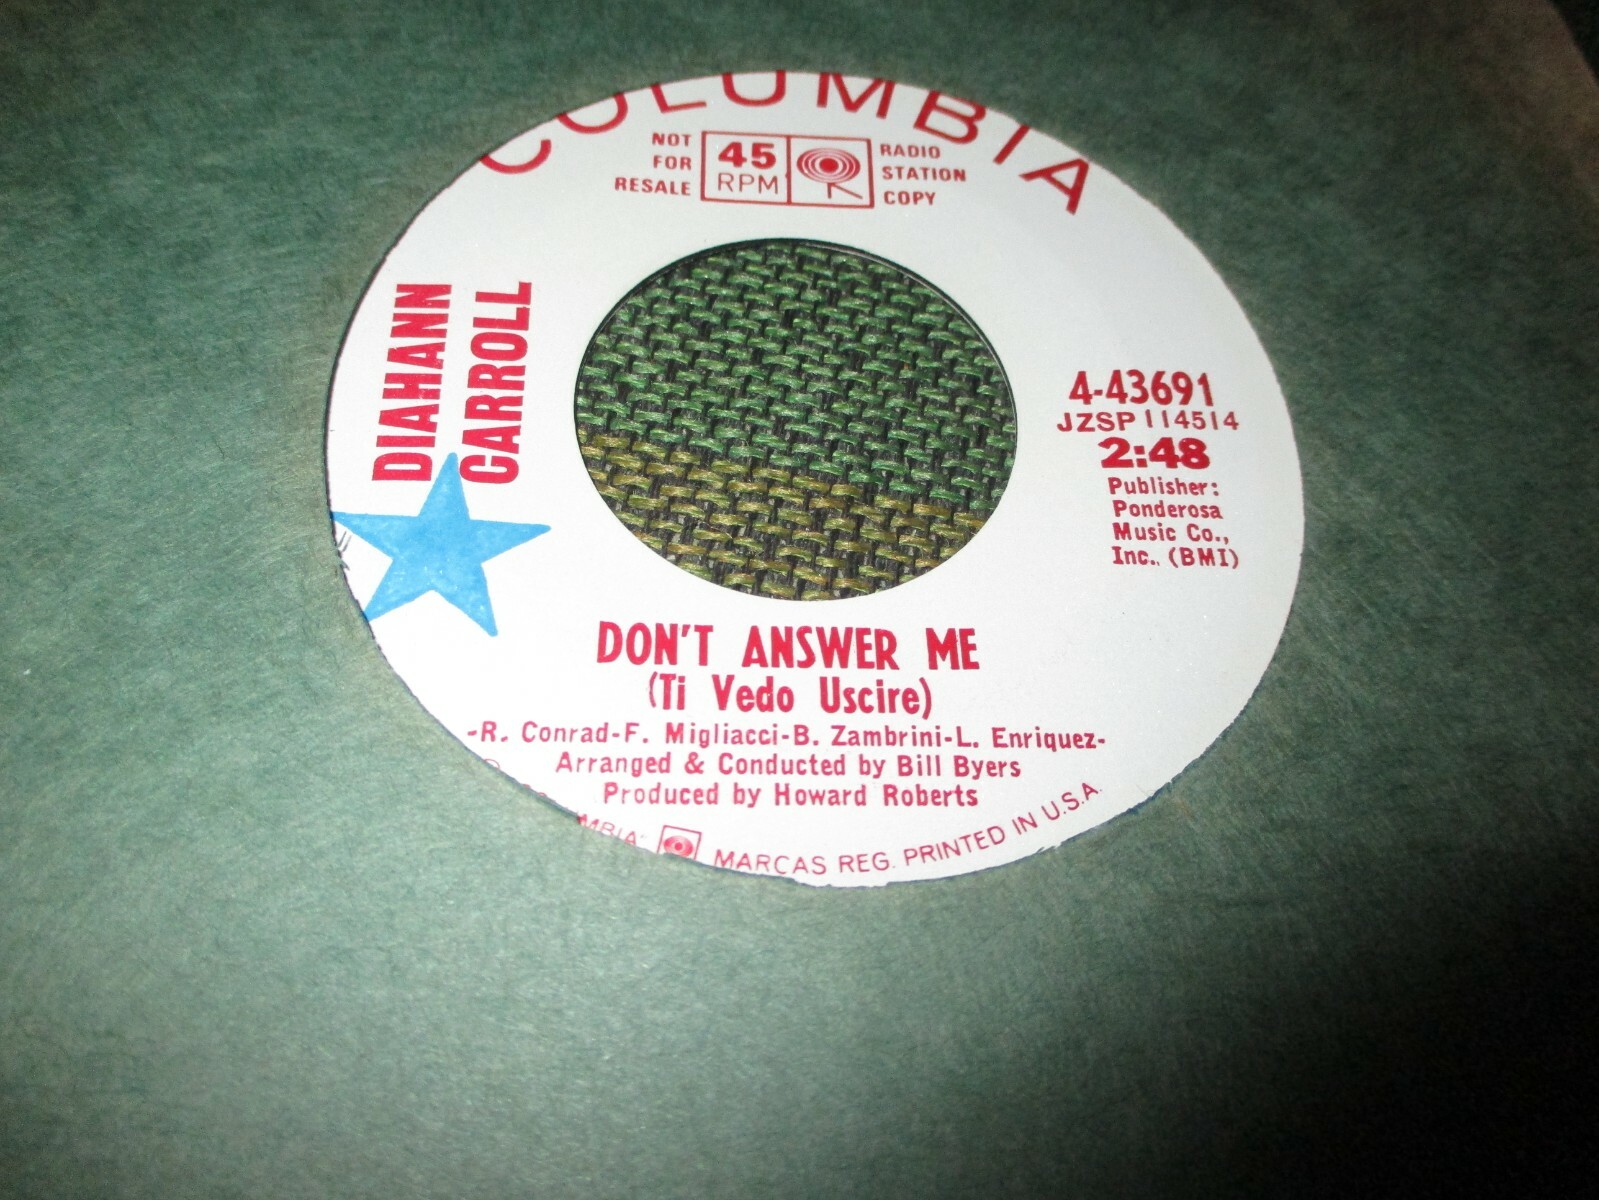 COLUMBIA
NOT
FOR
RESALE
45
RPM
RADIO
STATION
COPY
DIAHANN
CARROLL
4-43691
JZSP 114514
2:48
Publisher:
Ponderosa
Music Co.,
Inc., (BMI)
DON'T ANSWER ME
(Ti Vedo Uscire)
-R. Conrad-F. Migliacci-B. Zambrini-L. Enriquez-
Arranged & Conducted by Bill Byers
Produced by Howard Roberts
MARCAS REG. PRINTED IN U.S.A.